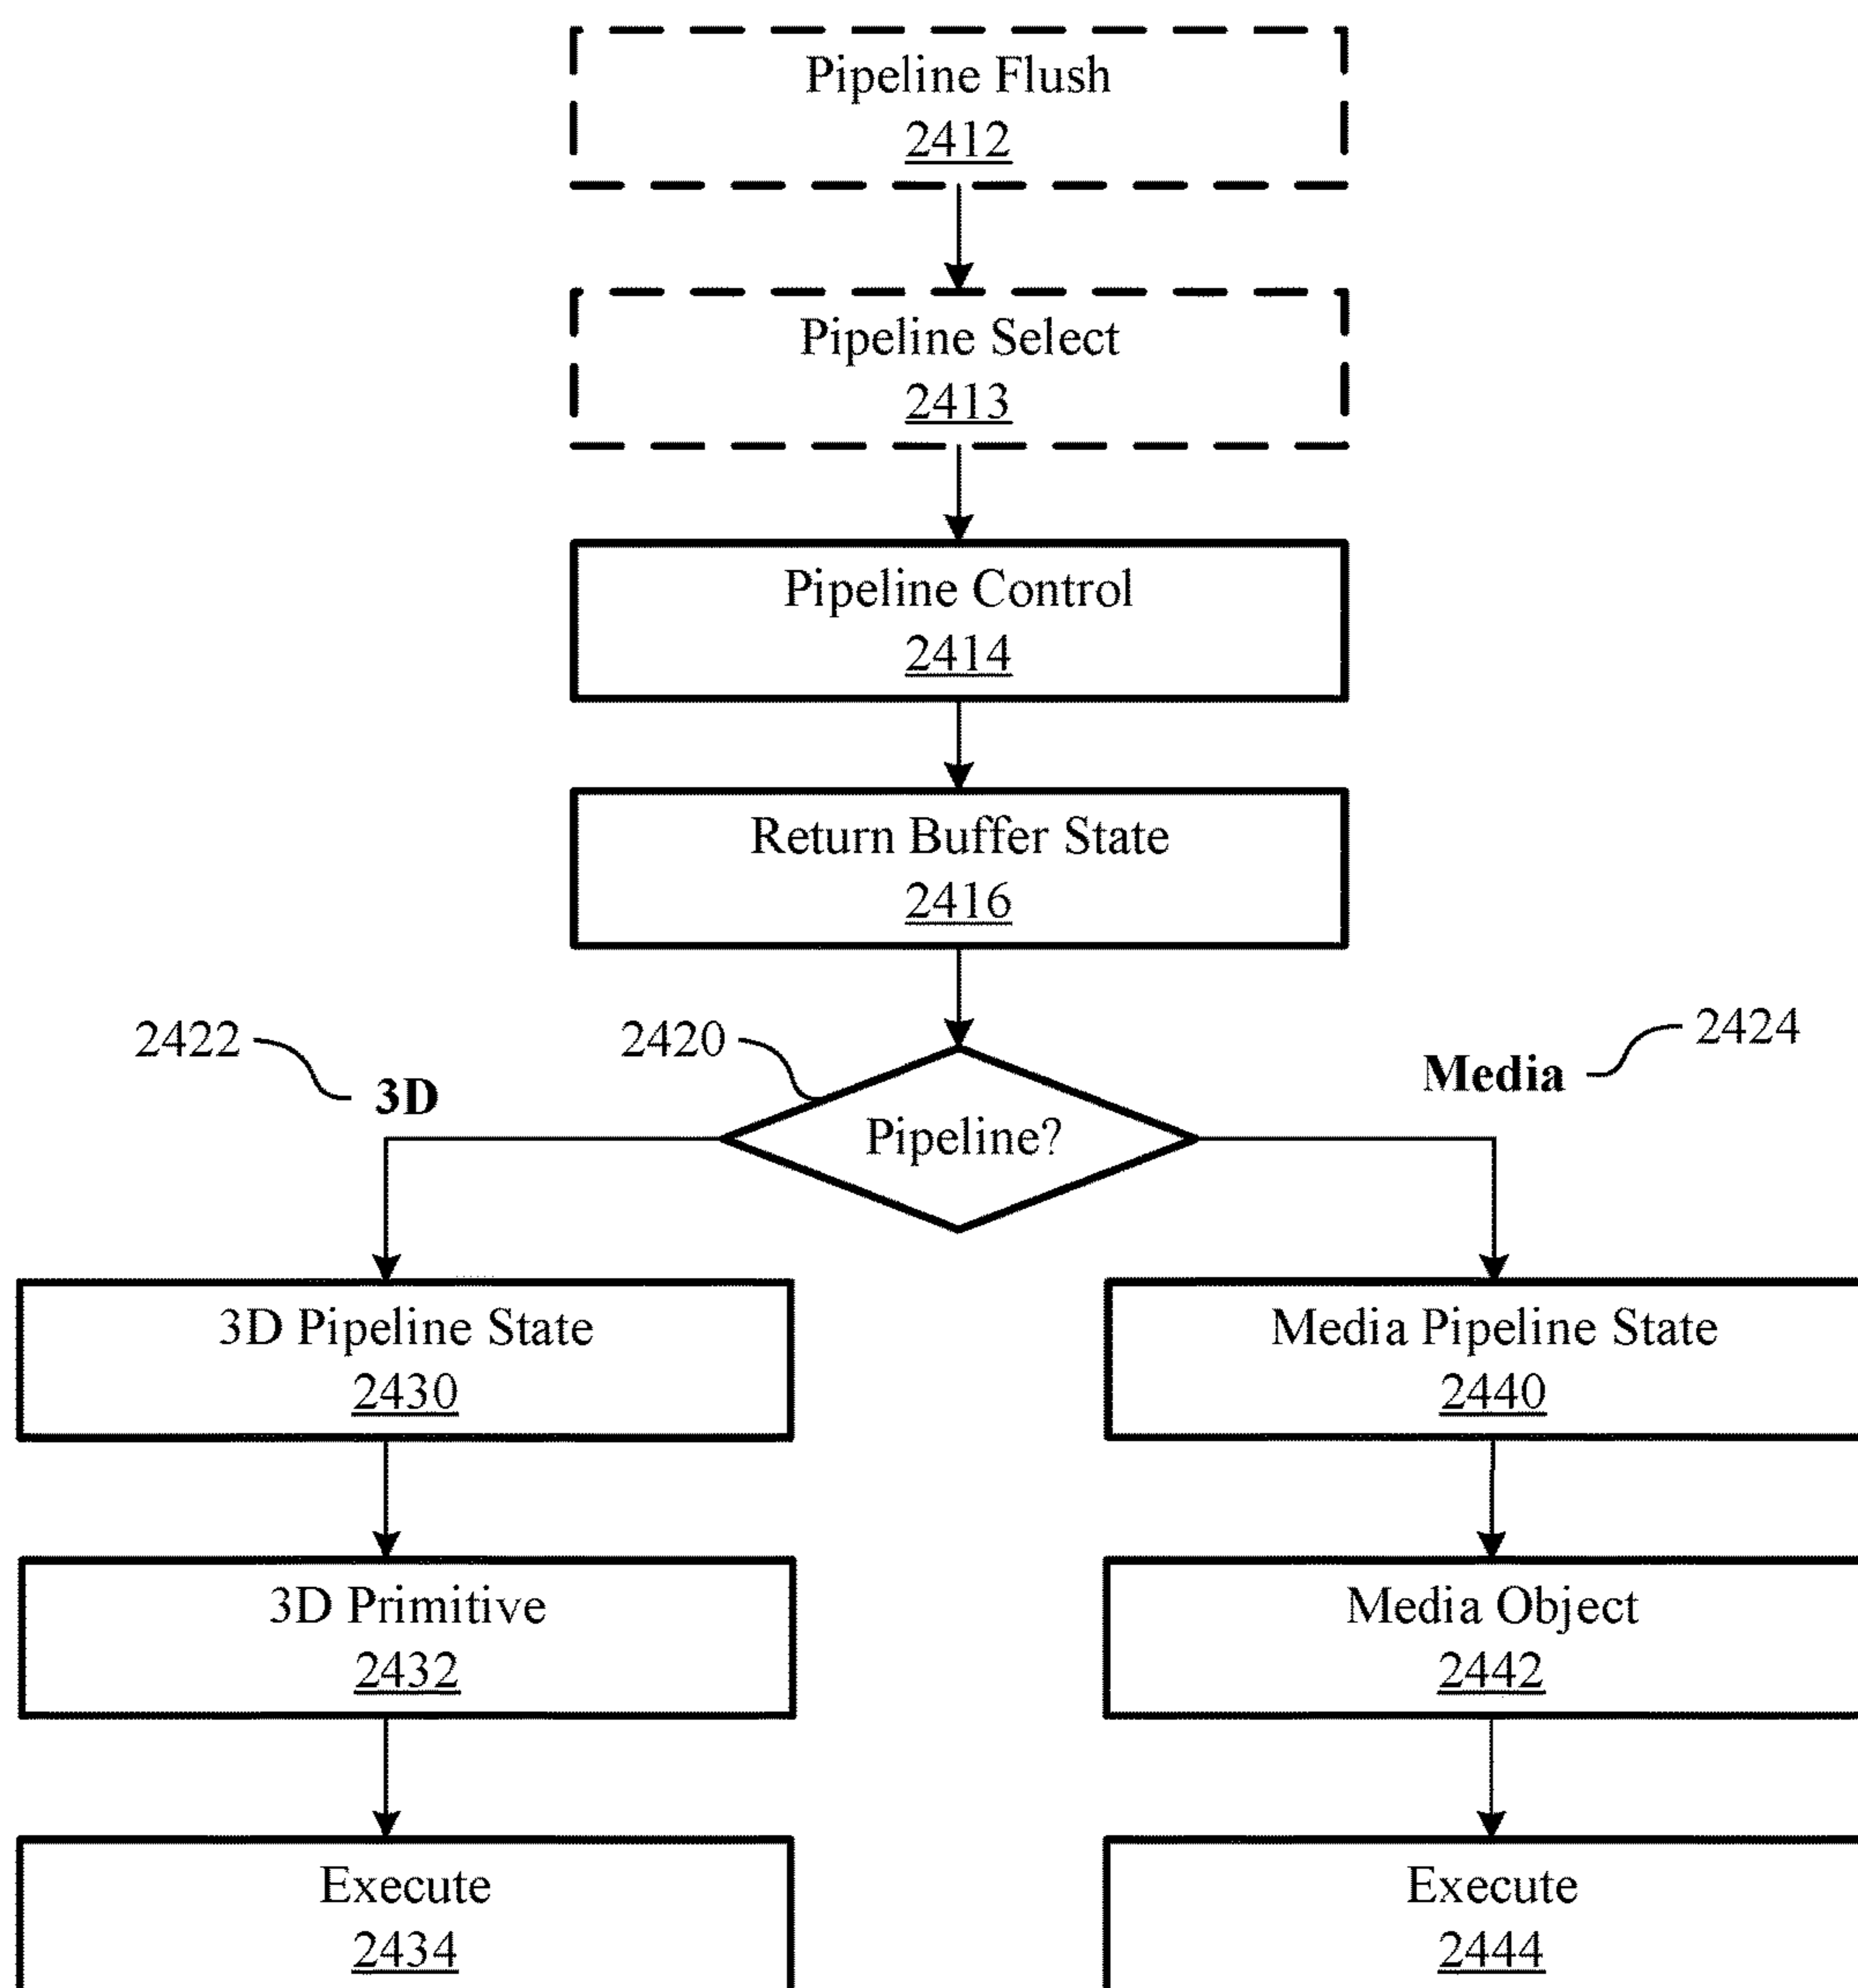 Pipeline Flush
2412
Pipeline Select
2413
Pipeline Control
2414
Return Buffer State
2416
2422
3D
2420
Pipeline?
Media
2424
3D Pipeline State
2430
Media Pipeline State
2440
3D Primitive
2432
Media Object
2442
Execute
2434
Execute
2444